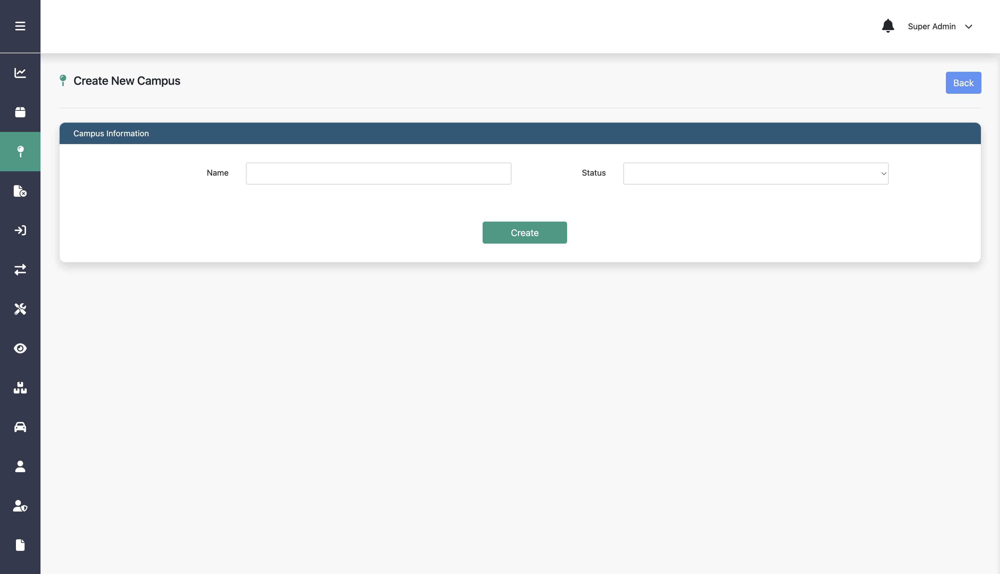 Super Admin
Create New Campus
Back
Campus Information
Name
Status
Create